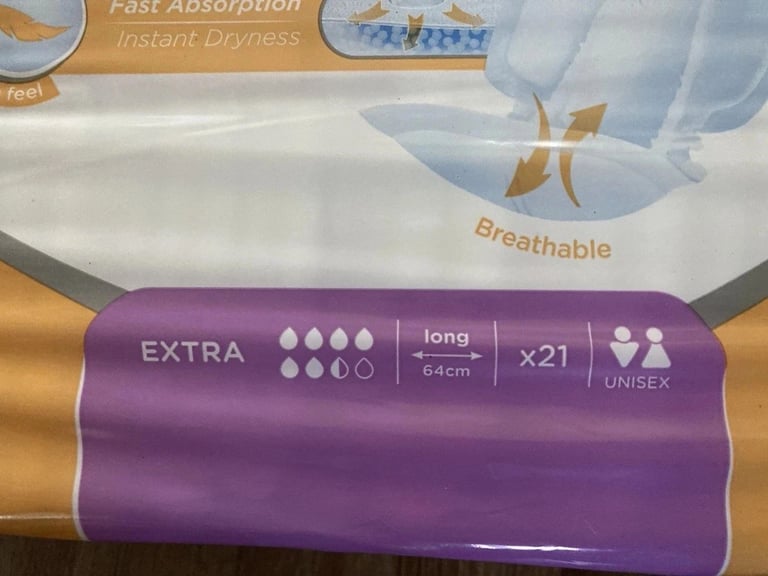 Fast Absorption
Instant Dryness
feel
Breathable
EXTRA
long
64cm
x21
UNISEX